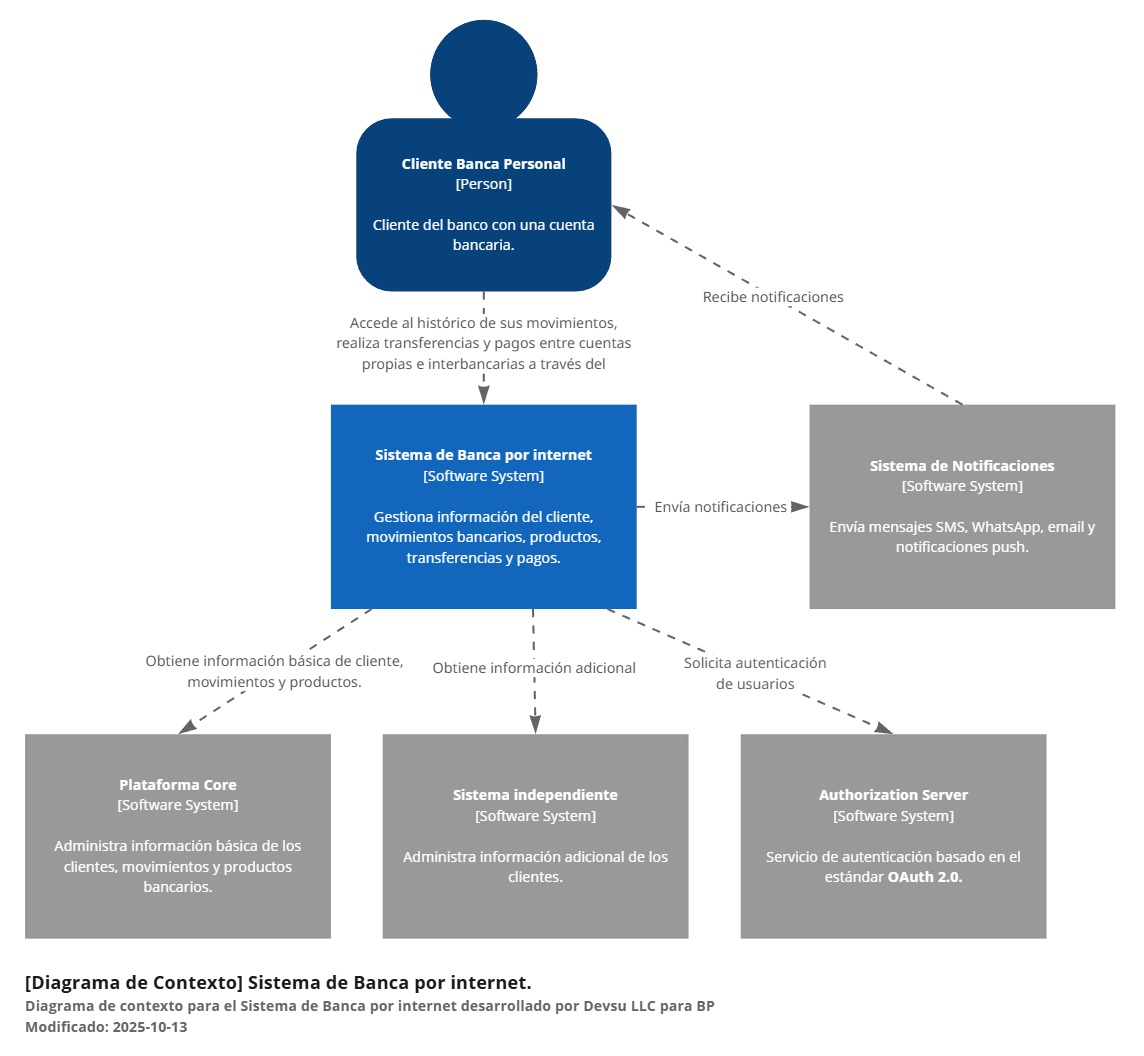 Cliente Banca Personal
[Person]
Cliente del banco con una cuenta
bancaria.
Recibe notificaciones
Accede al histórico de sus movimientos,
realiza transferencias y pagos entre cuentas
propias e interbancarias a través del
Sistema de Banca por internet
[Software System]
Gestiona información del cliente,
movimientos bancarios, productos,
transferencias y pagos.
Envía notificaciones
Sistema de Notificaciones
[Software System]
Envía mensajes SMS, WhatsApp, email y
notificaciones push.
Obtiene información básica de cliente,
movimientos y productos.
Obtiene información adicional
Solicita autenticación
de usuarios
Plataforma Core
[Software System]
Administra información básica de los
clientes, movimientos y productos
bancarios.
Sistema independiente
[Software System]
Administra información adicional de los
clientes.
Authorization Server
[Software System]
Servicio de autenticación basado en el
estándar OAuth 2.0.
[Diagrama de Contexto] Sistema de Banca por internet.
Diagrama de contexto para el Sistema de Banca por internet desarrollado por Devsu LLC para BP
Modificado: 2025-10-13